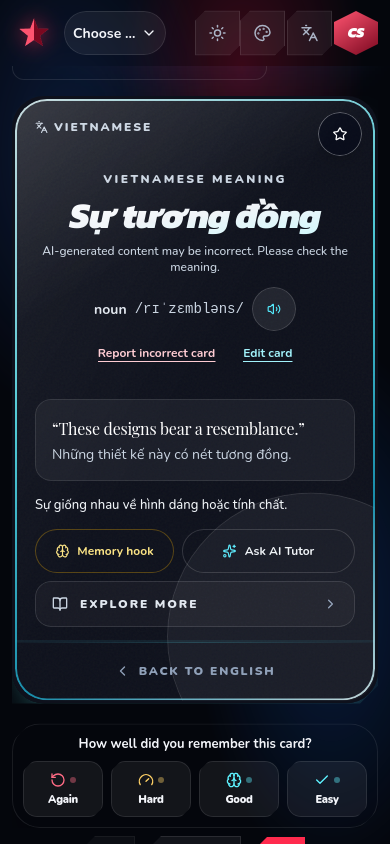 Choose ...
CS
VIETNAMESE
VIETNAMESE MEANING
Sự tương đồng
AI-generated content may be incorrect. Please check the
meaning.
noun /rɪˈzɛmbləns/
Report incorrect card Edit card
“These designs bear a resemblance.”
Những thiết kế này có nét tương đồng.
Sự giống nhau về hình dáng hoặc tính chất.
Memory hook Ask AI Tutor
EXPLORE MORE
BACK TO ENGLISH
How well did you remember this card?
Again Hard Good Easy